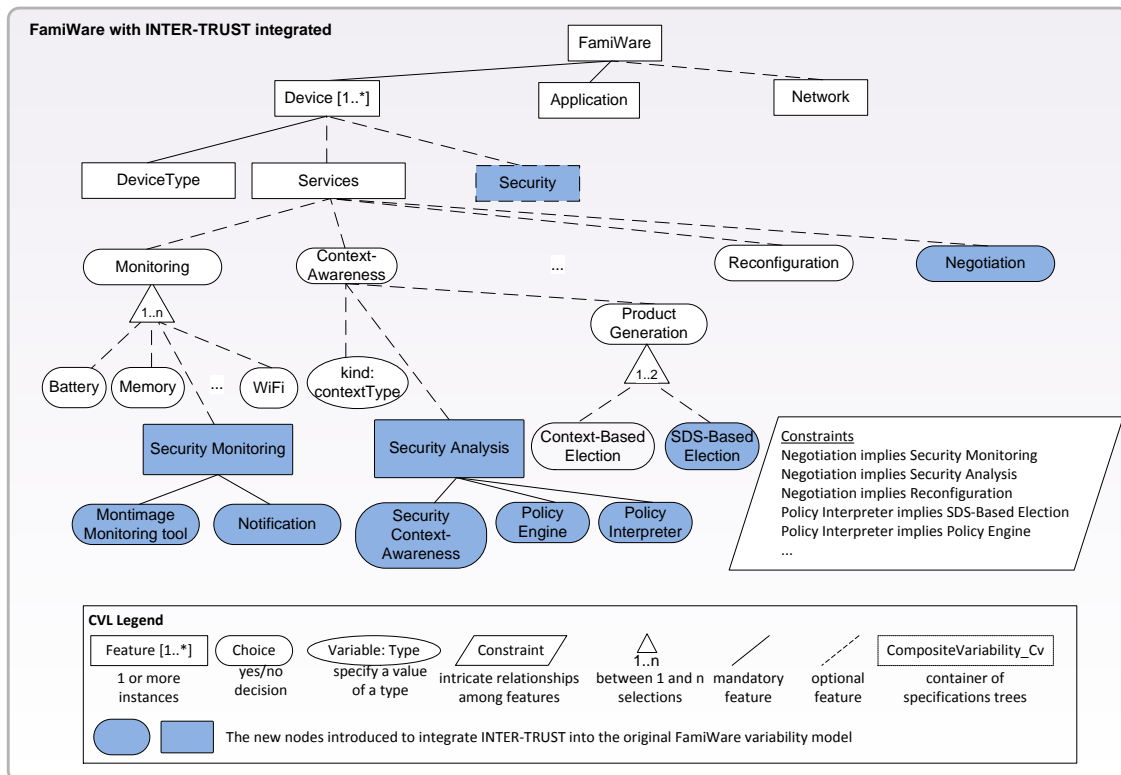 FamiWare with INTER-TRUST integrated
FamiWare
Device [1..*]
Application
Network
DeviceType
Services
Security
Monitoring
Context-
Awareness
...
Reconfiguration
Negotiation
1..n
Product
Generation
Battery
Memory
...
WiFi
kind:
contextType
1..2
Security Monitoring
Security Analysis
Context-Based
Election
SDS-Based
Election
Montimage
Monitoring tool
Notification
Security
Context-
Awareness
Policy
Engine
Policy
Interpreter
Constraints
Negotiation implies Security Monitoring
Negotiation implies Security Analysis
Negotiation implies Reconfiguration
Policy Interpreter implies SDS-Based Election
Policy Interpreter implies Policy Engine
...
CVL Legend
Feature [1..*]
1 or more
instances
Choice
yes/no
decision
Variable: Type
specify a value
of a type
Constraint
intricate relationships
among features
1..n
between 1 and n
selections
mandatory
feature
optional
feature
CompositeVariability_Cv
container of
specifications trees
The new nodes introduced to integrate INTER-TRUST into the original FamiWare variability model